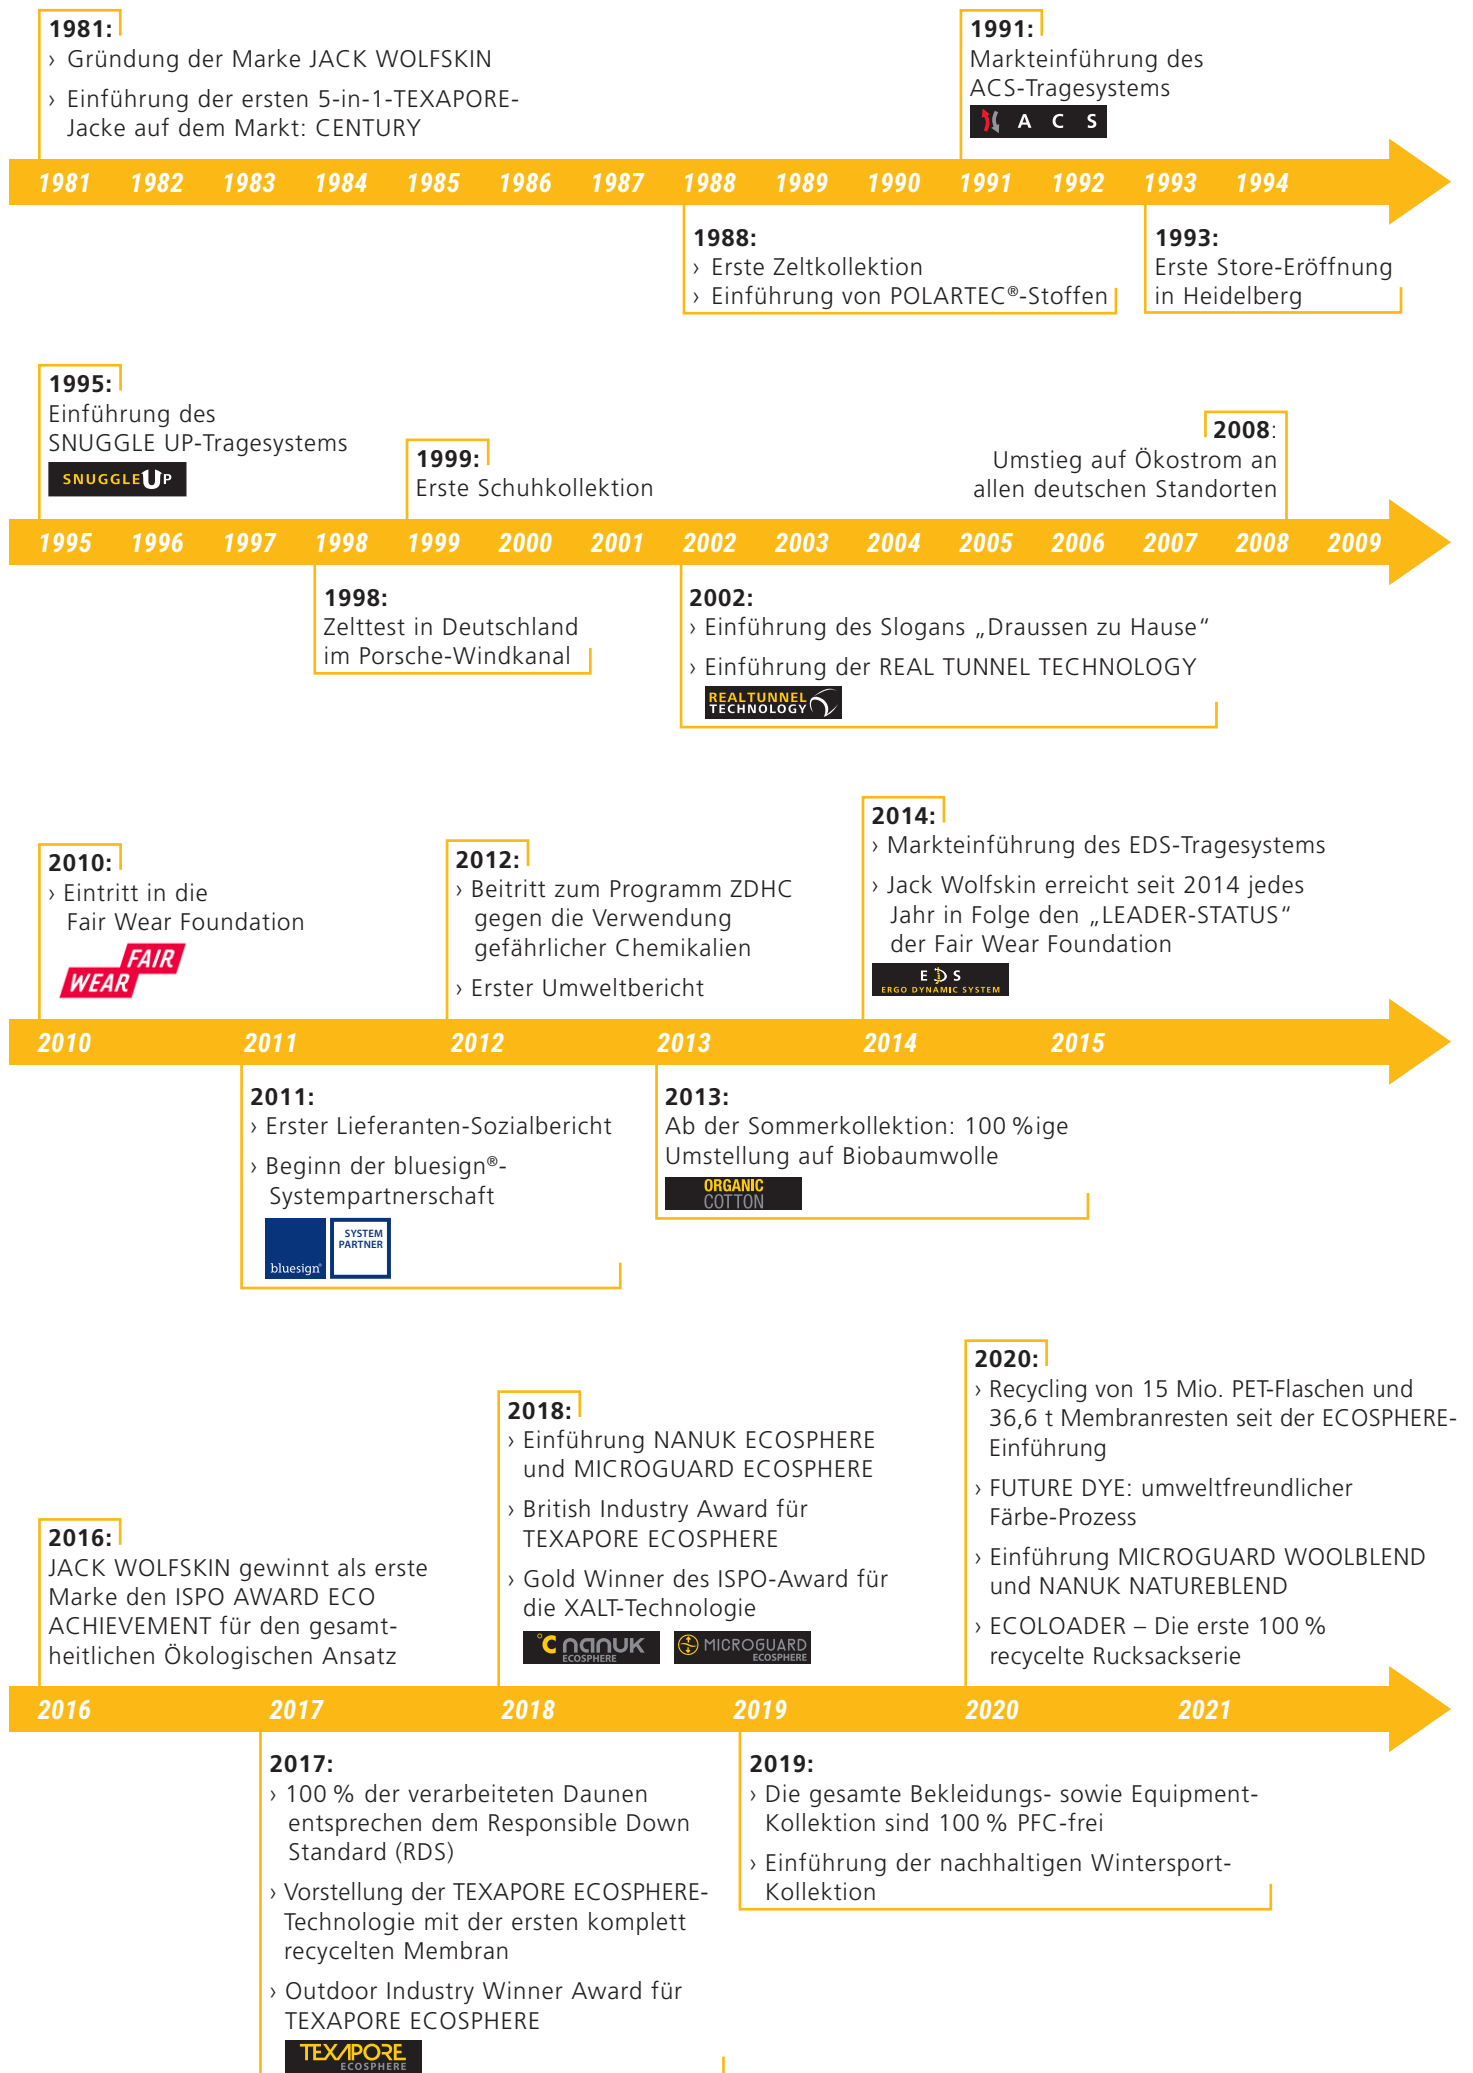 1981:
› Gründung der Marke JACK WOLFSKIN
› Einführung der ersten 5-in-1-TEXAPORE-
Jacke auf dem Markt: CENTURY
1991:
Markteinführung des
ACS-Tragesystems
A C S
1981 1982 1983 1984 1985 1986 1987 1988 1989 1990 1991 1992 1993 1994
1988:
› Erste Zeltkollektion
› Einführung von POLARTEC®-Stoffen
1993:
Erste Store-Eröffnung
in Heidelberg
1995:
Einführung des
SNUGGLE UP-Tragesystems
SNUGGLE UP
1999:
Erste Schuhkollektion
2008:
Umstieg auf Ökostrom an
allen deutschen Standorten
1995 1996 1997 1998 1999 2000 2001 2002 2003 2004 2005 2006 2007 2008 2009
1998:
Zelttest in Deutschland
im Porsche-Windkanal
2002:
› Einführung des Slogans „Draussen zu Hause“
› Einführung der REAL TUNNEL TECHNOLOGY
REALTUNNEL
TECHNOLOGY
2010:
› Eintritt in die
Fair Wear Foundation
FAIR
WEAR
2012:
› Beitritt zum Programm ZDHC
gegen die Verwendung
gefährlicher Chemikalien
› Erster Umweltbericht
2014:
› Markteinführung des EDS-Tragesystems
› Jack Wolfskin erreicht seit 2014 jedes
Jahr in Folge den „LEADER-STATUS“
der Fair Wear Foundation
E D S
ERGO DYNAMIC SYSTEM
2010 2011 2012 2013 2014 2015
2011:
› Erster Lieferanten-Sozialbericht
› Beginn der bluesign®-
Systempartnerschaft
bluesign®
SYSTEM
PARTNER
2013:
Ab der Sommerkollektion: 100 %ige
Umstellung auf Biobaumwolle
ORGANIC
COTTON
2016:
JACK WOLFSKIN gewinnt als erste
Marke den ISPO AWARD ECO
ACHIEVEMENT für den gesamt-
heitlichen Ökologischen Ansatz
2018:
› Einführung NANUK ECOSPHERE
und MICROGUARD ECOSPHERE
› British Industry Award für
TEXAPORE ECOSPHERE
› Gold Winner des ISPO-Award für
die XALT-Technologie
°C nanuk
ECOSPHERE
MICROGUARD
ECOSPHERE
2020:
› Recycling von 15 Mio. PET-Flaschen und
36,6 t Membranresten seit der ECOSPHERE-
Einführung
› FUTURE DYE: umweltfreundlicher
Färbe-Prozess
› Einführung MICROGUARD WOOLBLEND
und NANUK NATUREBLEND
› ECOLOADER – Die erste 100 %
recycelte Rucksackserie
2016 2017 2018 2019 2020 2021
2017:
› 100 % der verarbeiteten Daunen
entsprechen dem Responsible Down
Standard (RDS)
› Vorstellung der TEXAPORE ECOSPHERE-
Technologie mit der ersten komplett
recycelten Membran
› Outdoor Industry Winner Award für
TEXAPORE ECOSPHERE
TEXAPORE
ECOSPHERE
2019:
› Die gesamte Bekleidungs- sowie Equipment-
Kollektion sind 100 % PFC-frei
› Einführung der nachhaltigen Wintersport-
Kollektion